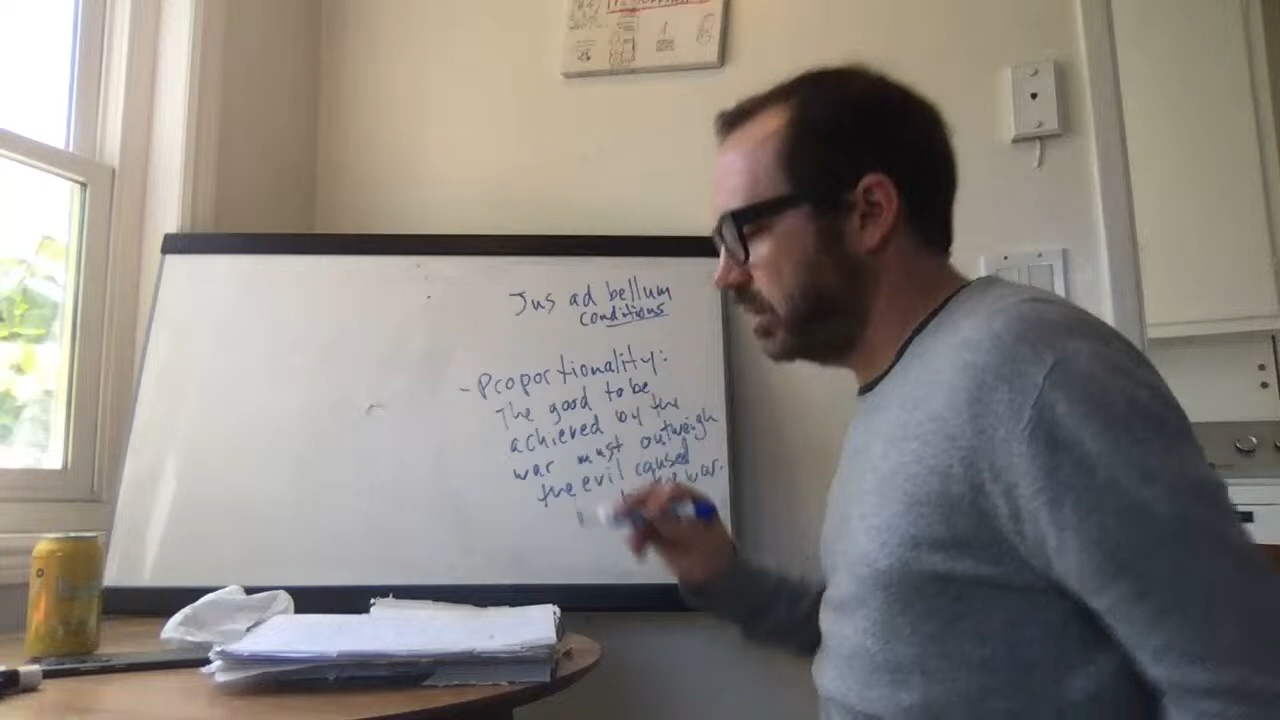 Jus ad bellum
conditions
- Proportionality:
The good to be
achieved by the
war must outweigh
the evil caused
the war.